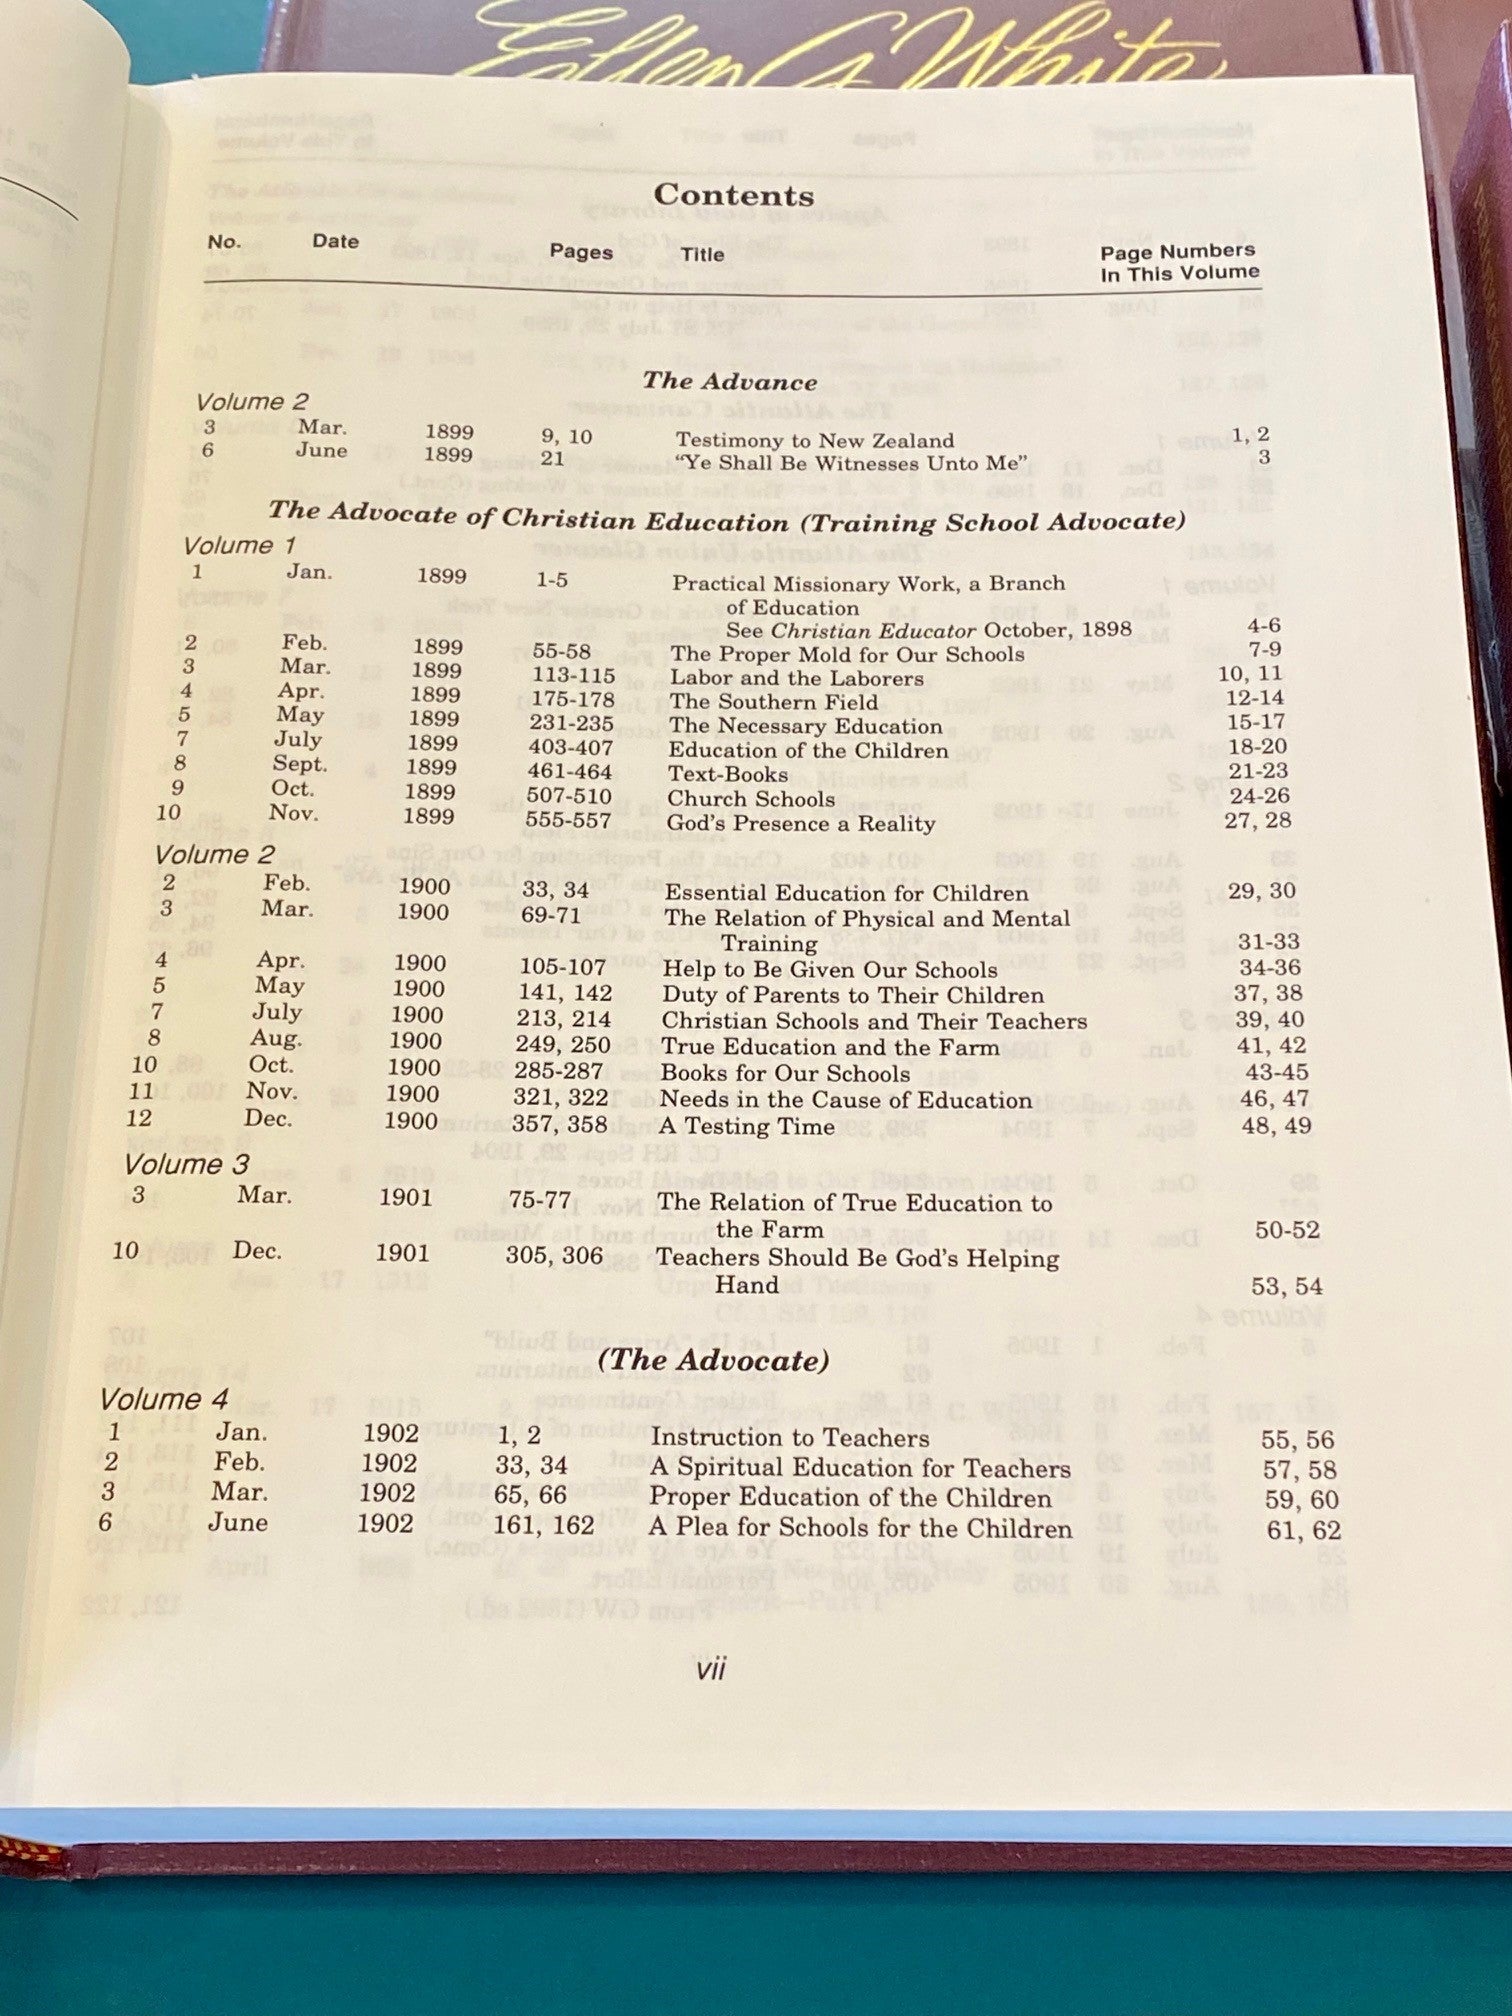 Ellen G White
Contents
No. Date Pages Title Page Numbers
In This Volume
The Advance
Volume 2
3 Mar. 1899 9, 10 Testimony to New Zealand 1, 2
6 June 1899 21 “Ye Shall Be Witnesses Unto Me” 3
The Advocate of Christian Education (Training School Advocate)
Volume 1
1 Jan. 1899 1-5 Practical Missionary Work, a Branch
of Education
See Christian Educator October, 1898 4-6
2 Feb. 1899 55-58 The Proper Mold for Our Schools 7-9
3 Mar. 1899 113-115 Labor and the Laborers 10, 11
4 Apr. 1899 175-178 The Southern Field 12-14
5 May 1899 231-235 The Necessary Education 15-17
7 July 1899 403-407 Education of the Children 18-20
8 Sept. 1899 461-464 Text-Books 21-23
9 Oct. 1899 507-510 Church Schools 24-26
10 Nov. 1899 555-557 God's Presence a Reality 27, 28
Volume 2
2 Feb. 1900 33, 34 Essential Education for Children 29, 30
3 Mar. 1900 69-71 The Relation of Physical and Mental
Training 31-33
4 Apr. 1900 105-107 Help to Be Given Our Schools 34-36
5 May 1900 141, 142 Duty of Parents to Their Children 37, 38
7 July 1900 213, 214 Christian Schools and Their Teachers 39, 40
8 Aug. 1900 249, 250 True Education and the Farm 41, 42
10 Oct. 1900 285-287 Books for Our Schools 43-45
11 Nov. 1900 321, 322 Needs in the Cause of Education 46, 47
12 Dec. 1900 357, 358 A Testing Time 48, 49
Volume 3
3 Mar. 1901 75-77 The Relation of True Education to
the Farm 50-52
10 Dec. 1901 305, 306 Teachers Should Be God's Helping
Hand 53, 54
(The Advocate)
Volume 4
1 Jan. 1902 1, 2 Instruction to Teachers 55, 56
2 Feb. 1902 33, 34 A Spiritual Education for Teachers 57, 58
3 Mar. 1902 65, 66 Proper Education of the Children 59, 60
6 June 1902 161, 162 A Plea for Schools for the Children 61, 62
vii